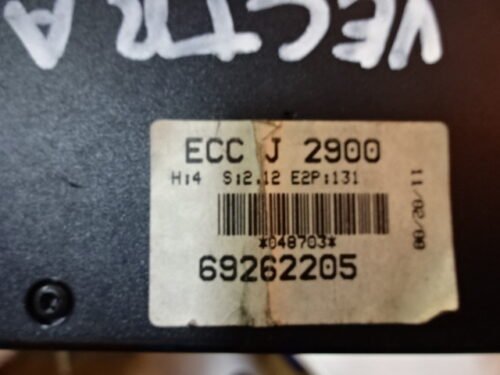 VECTRA
ECC J 2900
H:4 S:2.12 E2P:131
*048703*
69262205
11/02/00